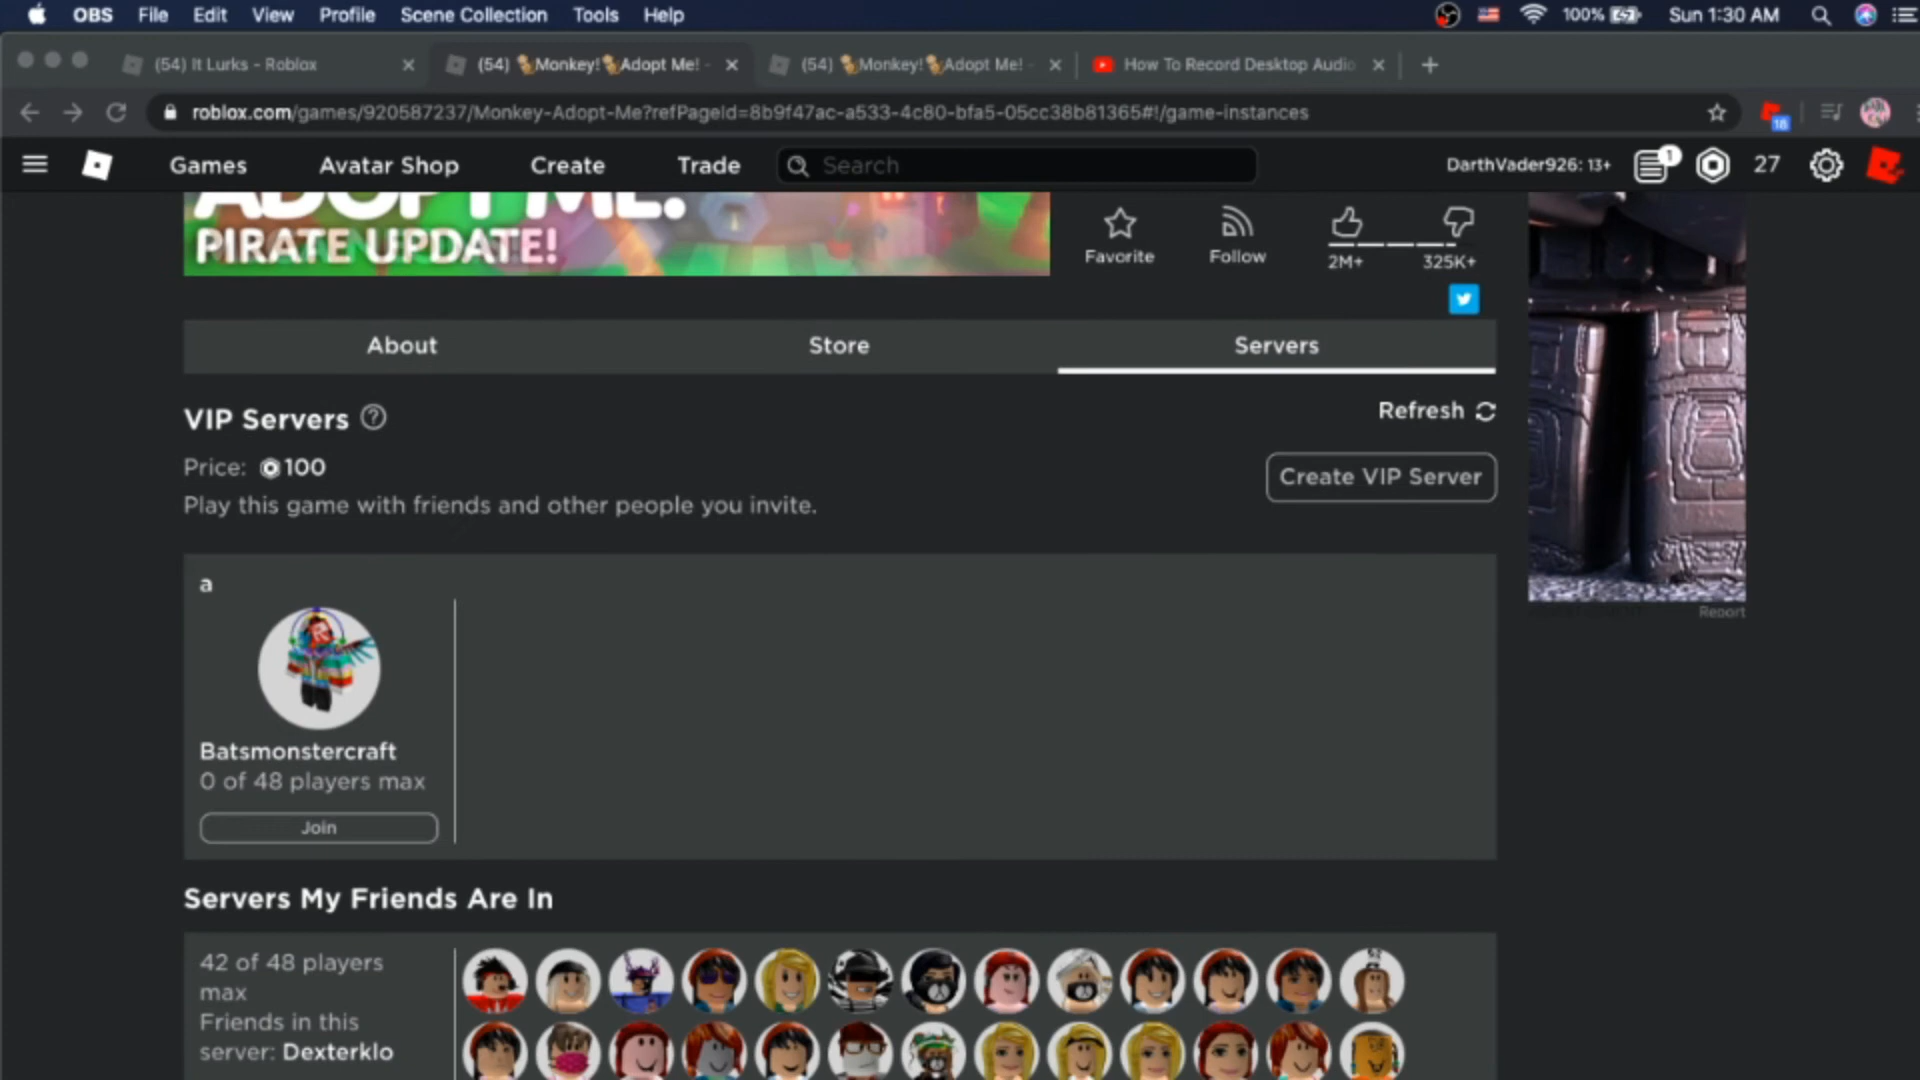 OBS File Edit View Profile Scene Collection Tools Help 100% Sun 1:30 AM
(54) It Lurks - Roblox (54) 🐒Monkey!🐒Adopt Me! - (54) 🐒Monkey!🐒Adopt Me! - How To Record Desktop Audio
roblox.com/games/920587237/Monkey-Adopt-Me?refPageId=8b9f47ac-a533-4c80-bfa5-05cc38b81365#!/game-instances 18
Games Avatar Shop Create Trade Search DarthVader926: 13+ 1 27
ADOPT ME!
PIRATE UPDATE!
Favorite Follow 2M+ 325K+
About Store Servers
VIP Servers Refresh
Price: 100
Create VIP Server
Play this game with friends and other people you invite.
a
Batsmonstercraft
0 of 48 players max
Join
Report
Servers My Friends Are In
42 of 48 players
max
Friends in this
server: Dexterklo